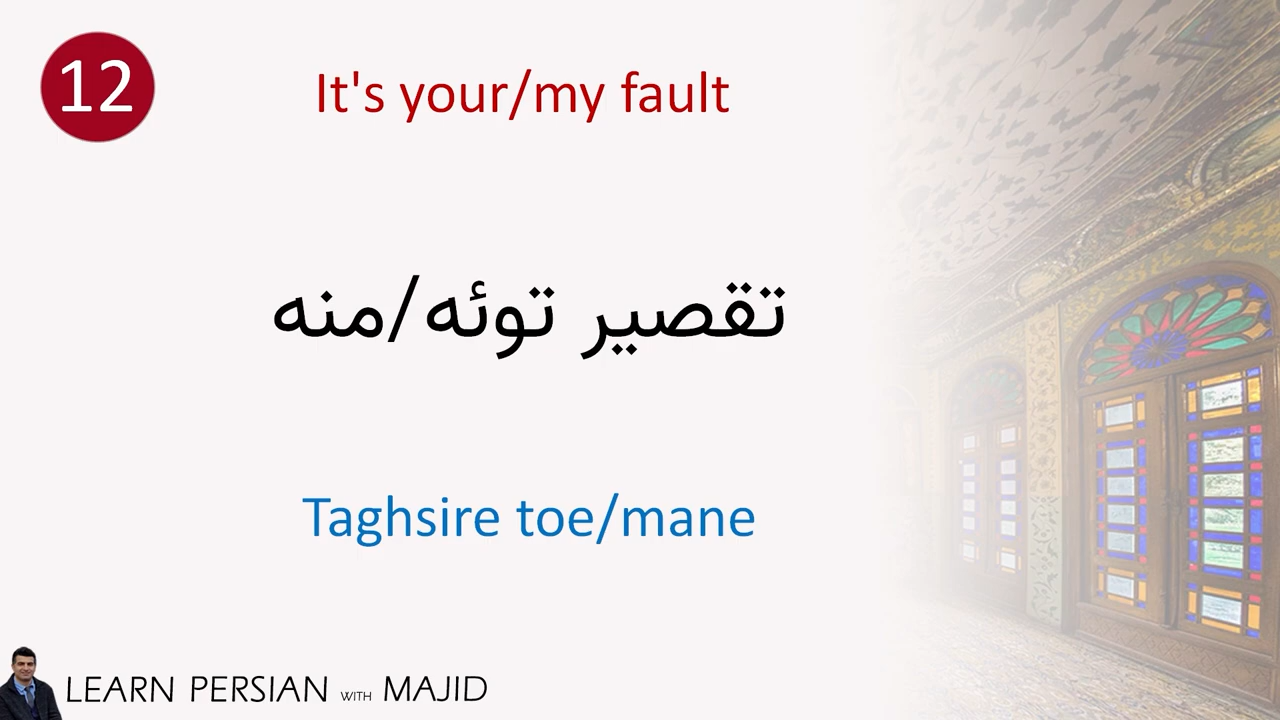 12
It's your/my fault
تقصیر توئه/منه
Taghsire toe/mane
LEARN PERSIAN WITH MAJID